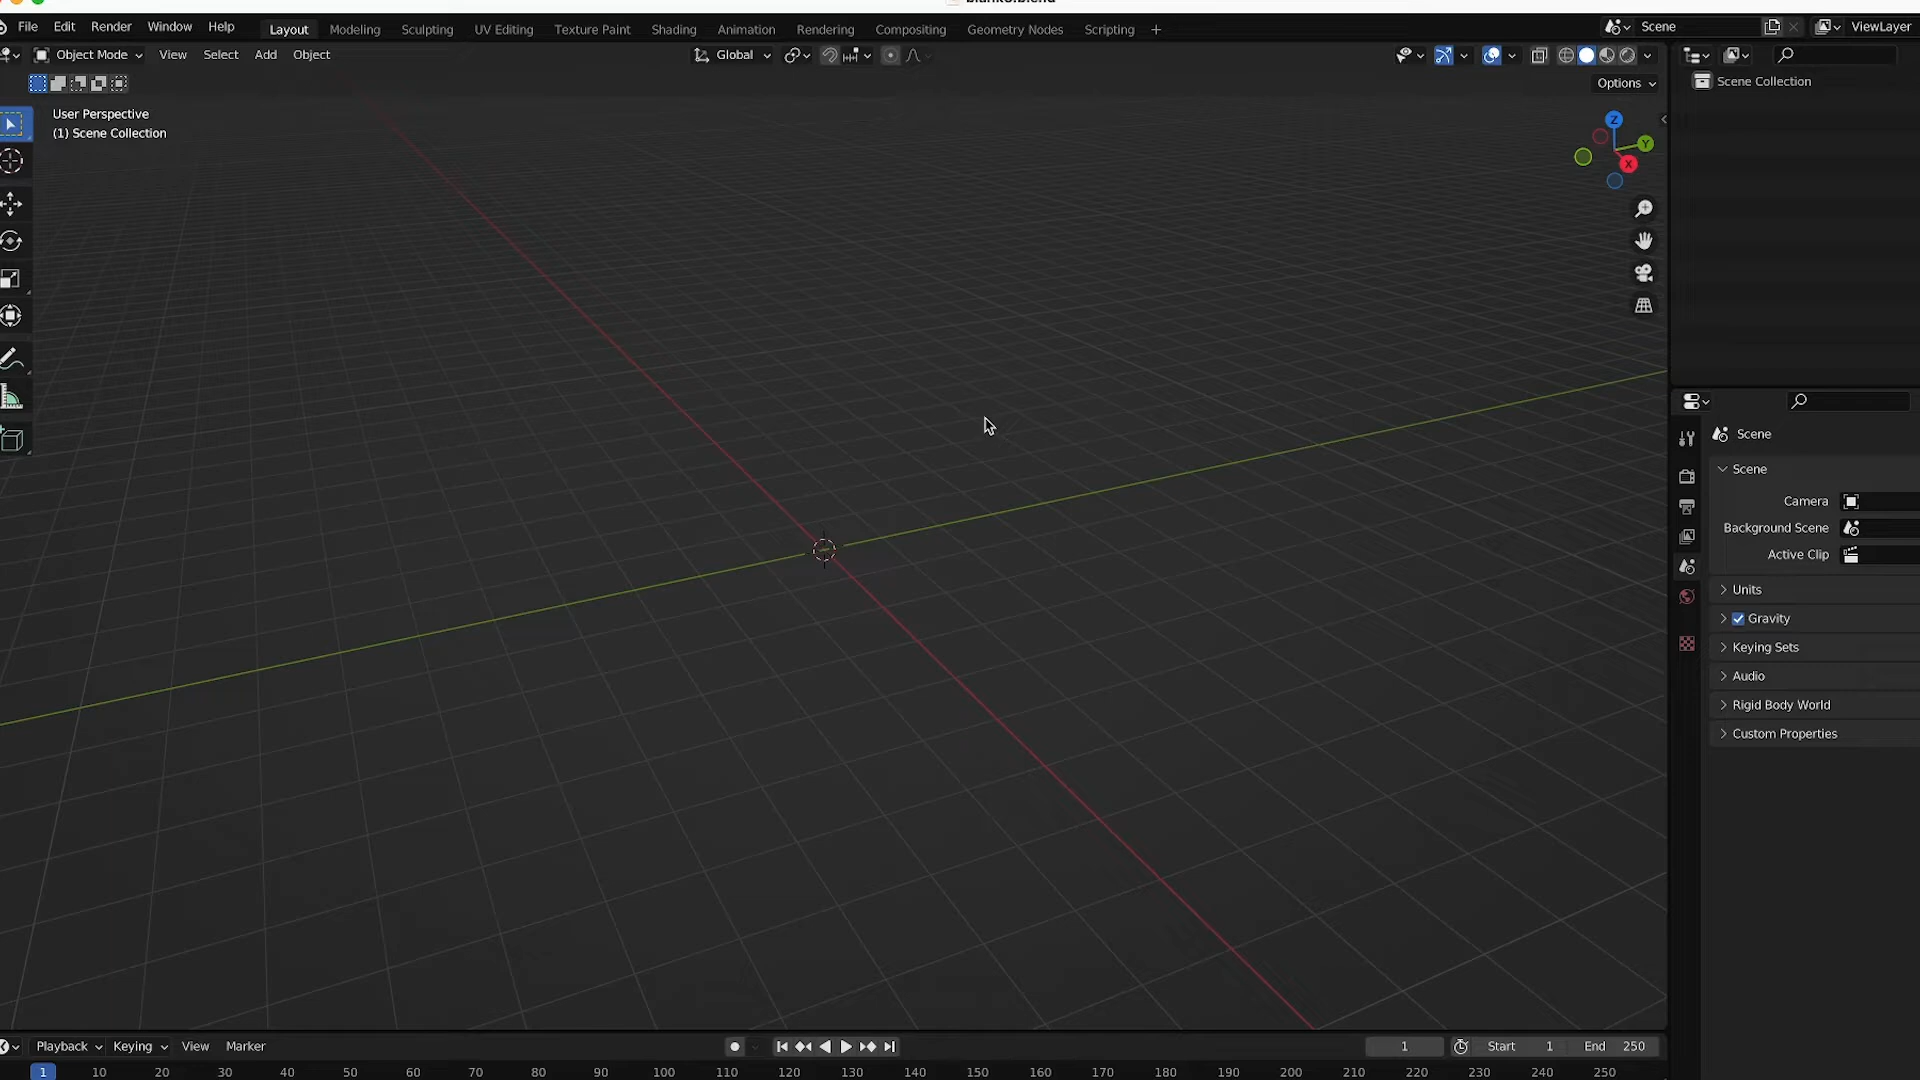 File Edit Render Window Help Layout Modeling Sculpting UV Editing Texture Paint Shading Animation Rendering Compositing Geometry Nodes Scripting + Scene ViewLayer
Object Mode View Select Add Object Global
Options
User Perspective
(1) Scene Collection
Z
Y
X
Scene Collection
Scene
Scene
Camera
Background Scene
Active Clip
Units
Gravity
Keying Sets
Audio
Rigid Body World
Custom Properties
Playback Keying View Marker 1 Start 1 End 250
1 10 20 30 40 50 60 70 80 90 100 110 120 130 140 150 160 170 180 190 200 210 220 230 240 250